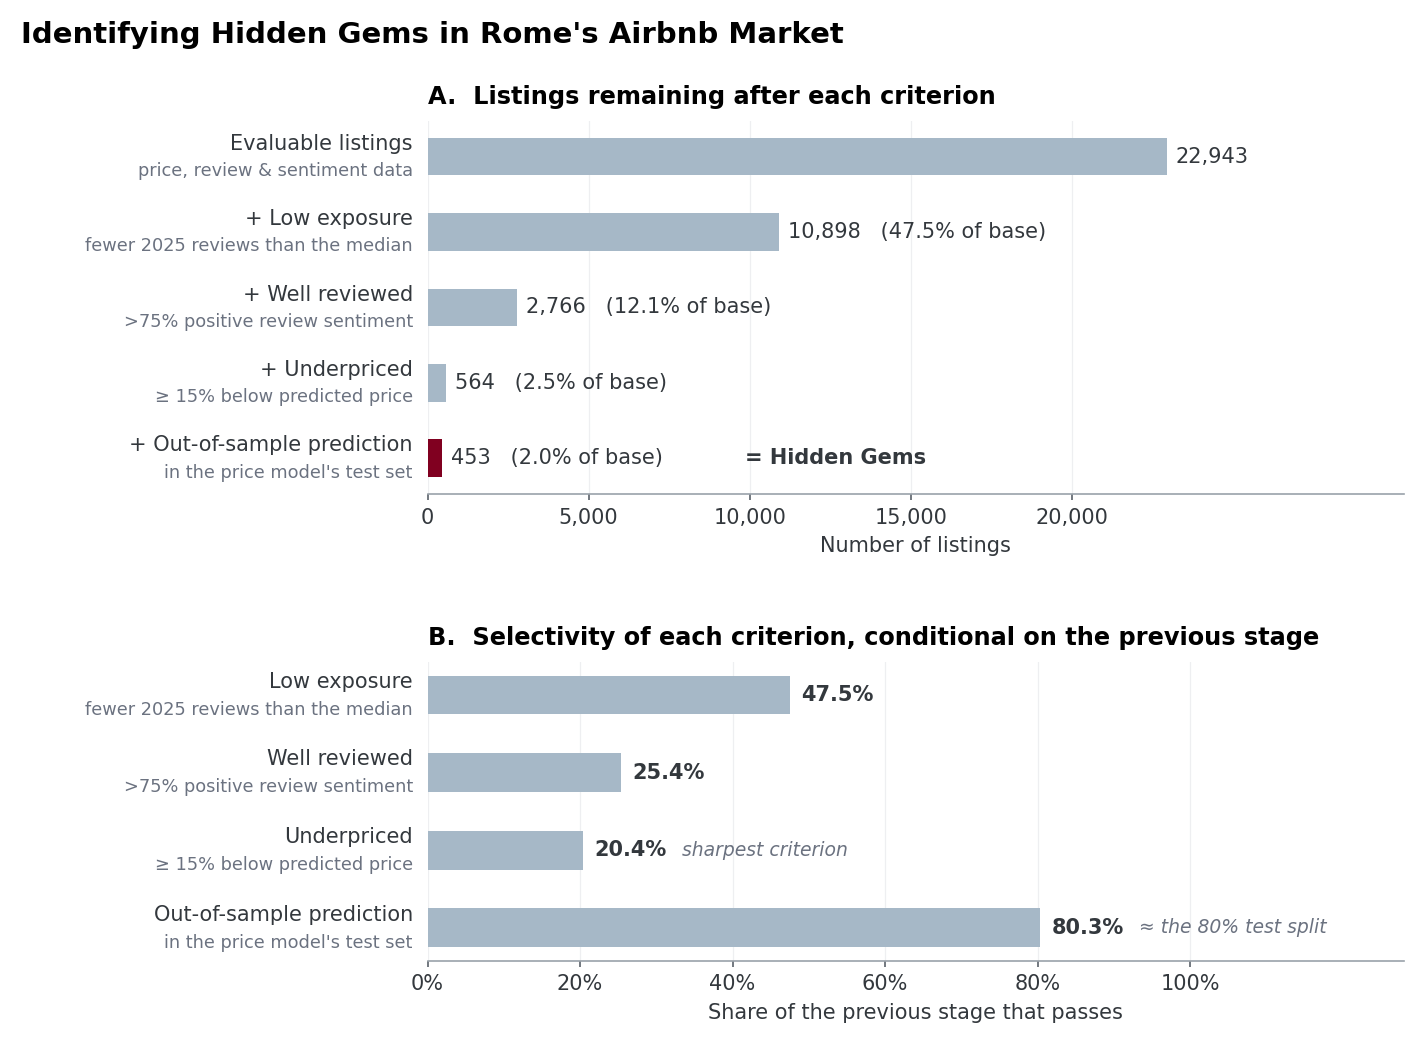 Identifying Hidden Gems in Rome's Airbnb Market
A. Listings remaining after each criterion
Evaluable listings
price, review & sentiment data
22,943
+ Low exposure
fewer 2025 reviews than the median
10,898 (47.5% of base)
+ Well reviewed
>75% positive review sentiment
2,766 (12.1% of base)
+ Underpriced
≥ 15% below predicted price
564 (2.5% of base)
+ Out-of-sample prediction
in the price model's test set
453 (2.0% of base) = Hidden Gems
0 5,000 10,000 15,000 20,000
Number of listings
B. Selectivity of each criterion, conditional on the previous stage
Low exposure
fewer 2025 reviews than the median
47.5%
Well reviewed
>75% positive review sentiment
25.4%
Underpriced
≥ 15% below predicted price
20.4% sharpest criterion
Out-of-sample prediction
in the price model's test set
80.3% ≈ the 80% test split
0% 20% 40% 60% 80% 100%
Share of the previous stage that passes